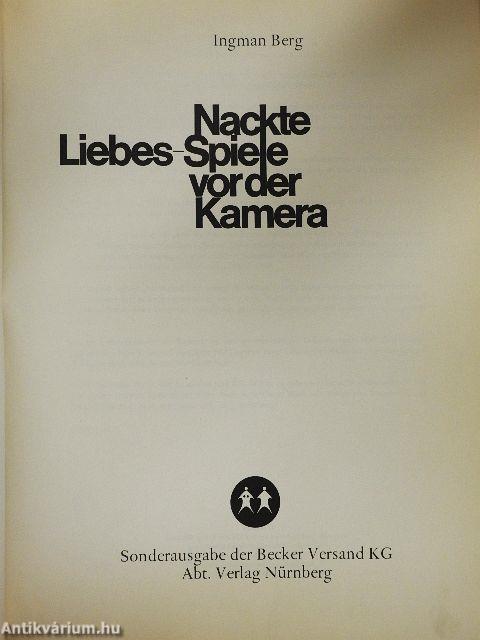 Ingman Berg
Nackte
Liebes-Spiele
vor der
Kamera
Sonderausgabe der Becker Versand KG
Abt. Verlag Nürnberg
Antikvárium.hu